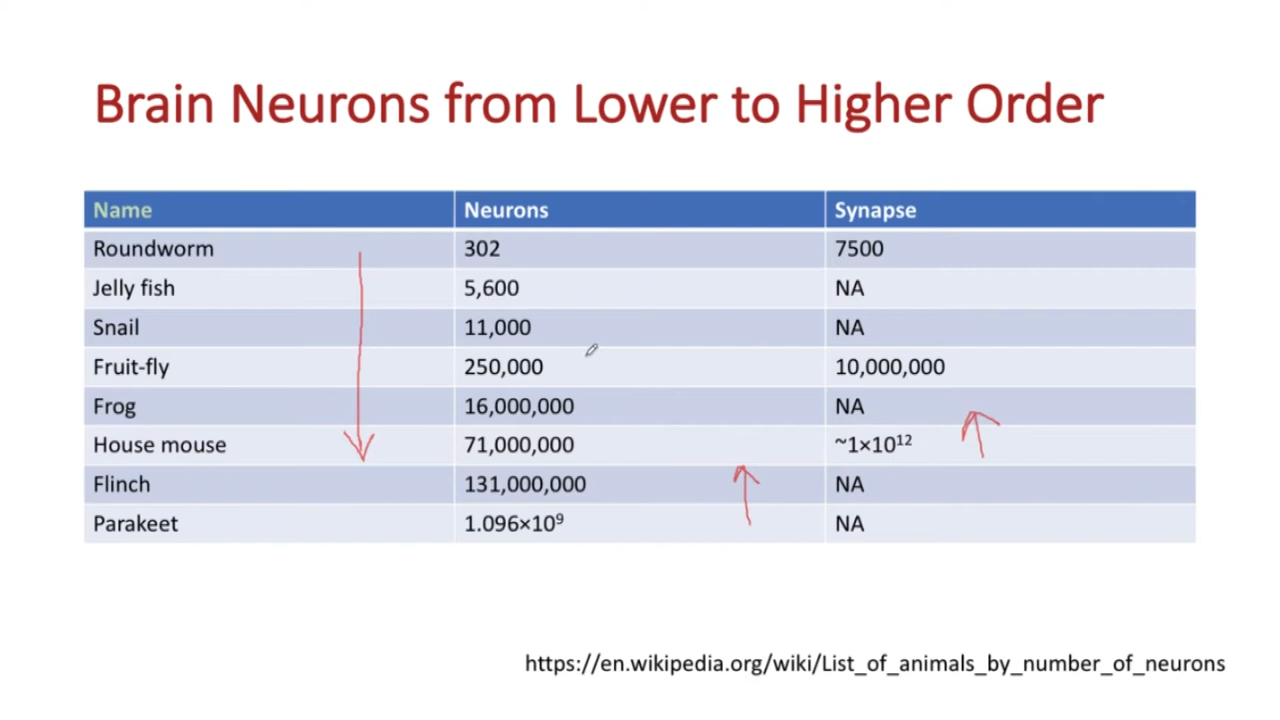 Brain Neurons from Lower to Higher Order
Name Neurons Synapse
Roundworm 302 7500
Jelly fish 5,600 NA
Snail 11,000 NA
Fruit-fly 250,000 10,000,000
Frog 16,000,000 NA
House mouse 71,000,000 ~1×10¹²
Flinch 131,000,000 NA
Parakeet 1.096×10⁹ NA
https://en.wikipedia.org/wiki/List_of_animals_by_number_of_neurons